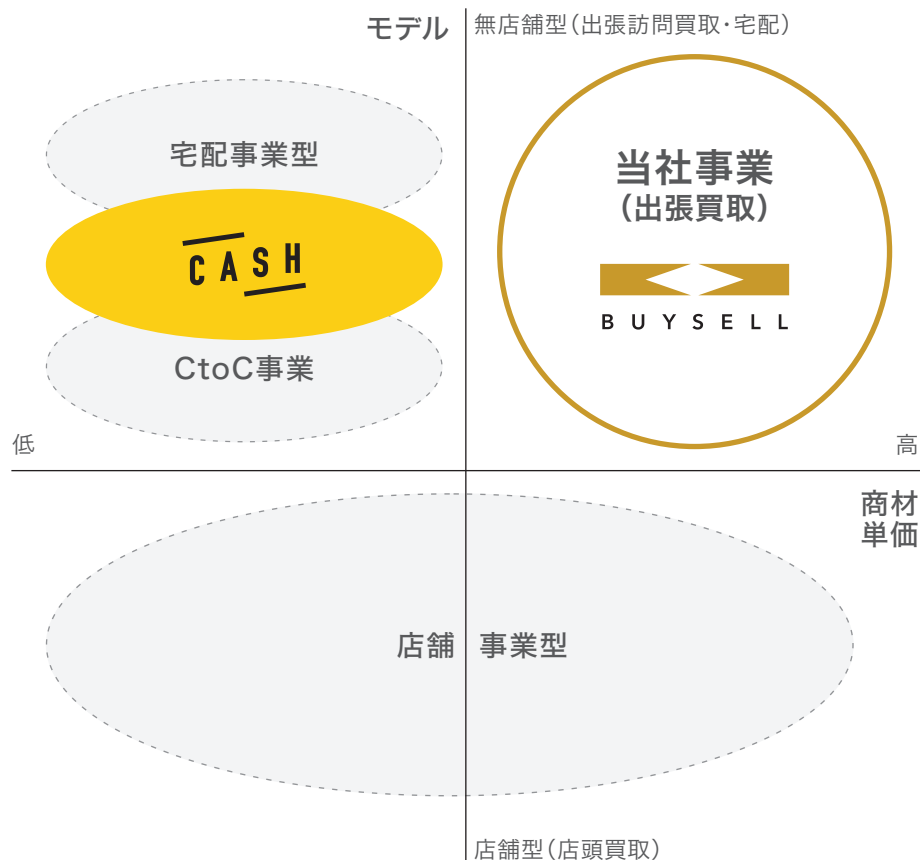 モデル
無店舗型（出張訪問買取・宅配）
宅配事業型
当社事業
（出張買取）
CASH
BUYSELL
CtoC事業
低
高
商材
単価
店舗 事業型
店舗型（店頭買取）